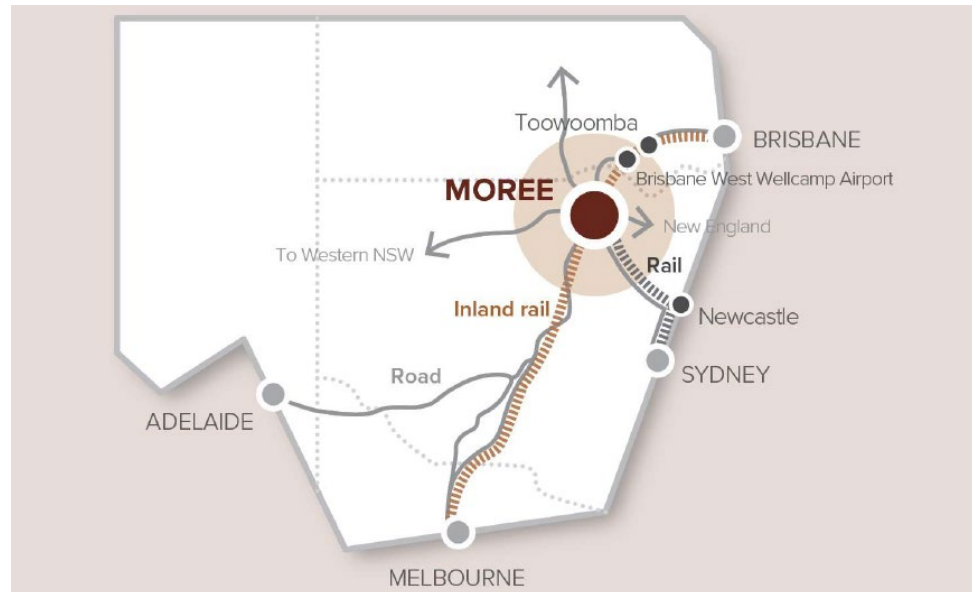 Toowoomba
BRISBANE
Brisbane West Wellcamp Airport
MOREE
New England
To Western NSW
Rail
Inland rail
Newcastle
Road
SYDNEY
ADELAIDE
MELBOURNE